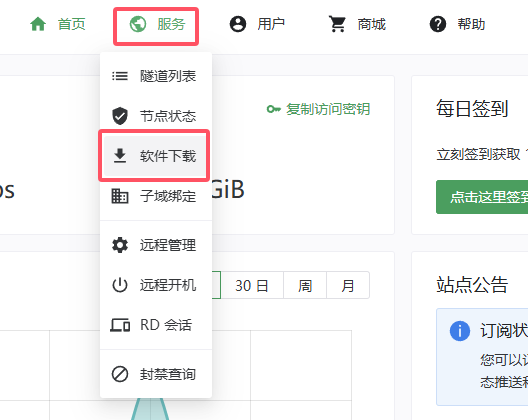 首页 服务 用户 商城 帮助
隧道列表
节点状态
软件下载
子域绑定
远程管理
远程开机
RD 会话
封禁查询
复制访问密钥
GiB
30 日 周 月
每日签到
立刻签到获取
点击这里签到
站点公告
订阅状
您可以订
态推送